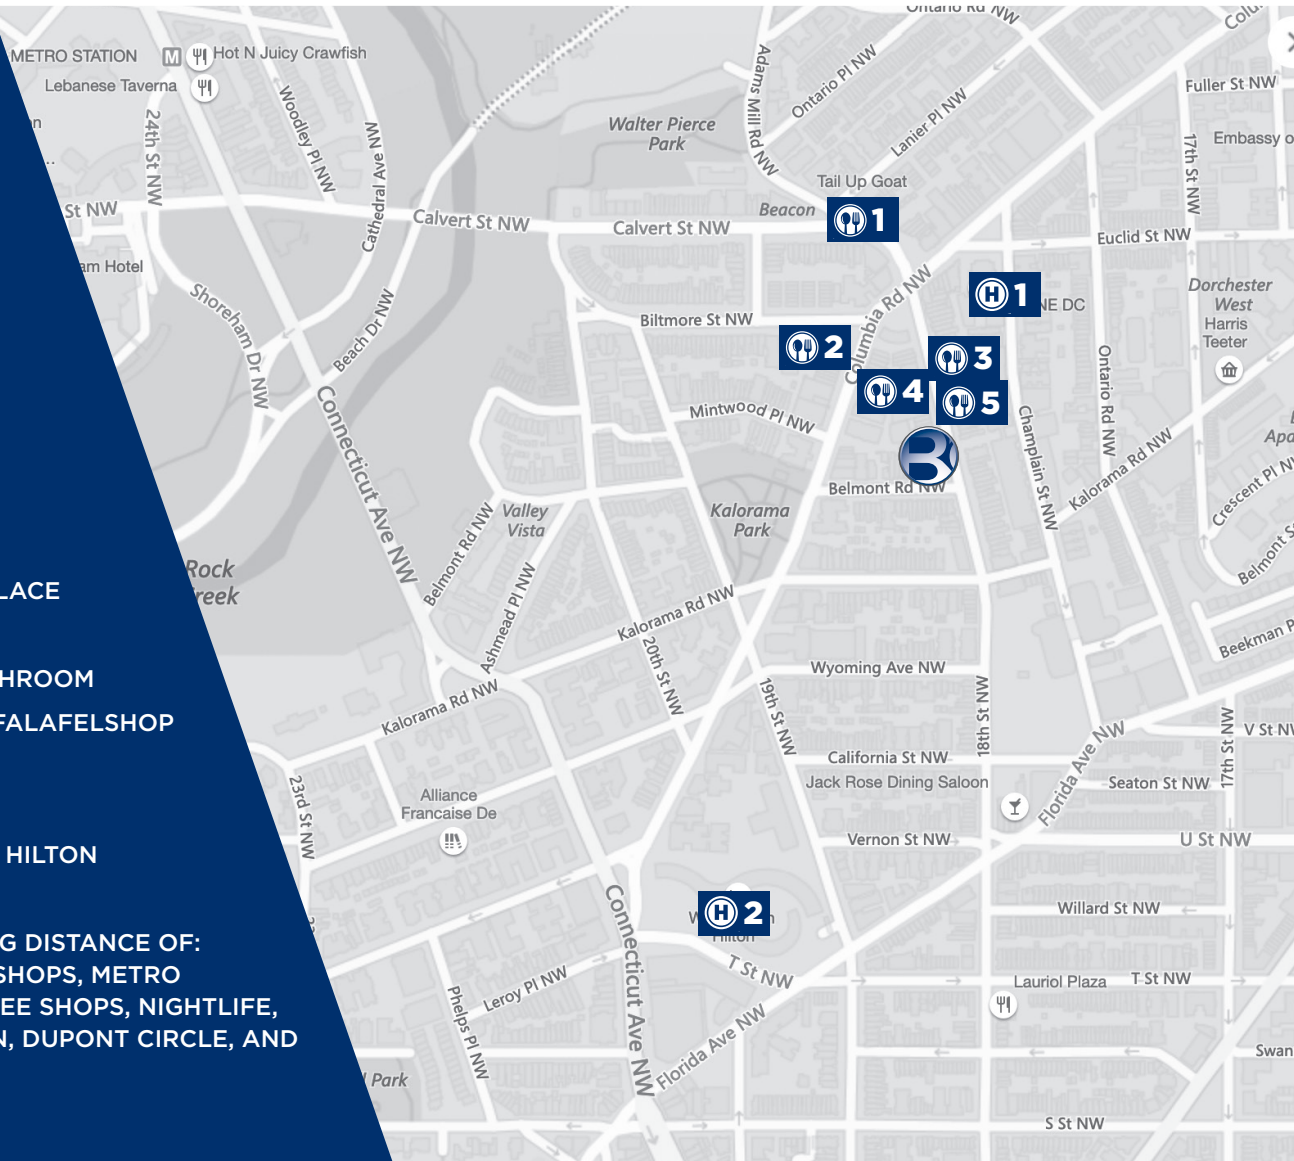 Ontario Rd NW
METRO STATION
M
Hot N Juicy Crawfish
Lebanese Taverna
Adams Mill Rd NW
Ontario Pl NW
Lanier Pl NW
Fuller St NW
24th St NW
Woodley Pl NW
Cathedral Ave NW
Walter Pierce
Park
17th St NW
Embassy o
Tail Up Goat
St NW
Calvert St NW
Calvert St NW
Beacon
1
Euclid St NW
am Hotel
Shoreham Dr NW
Beach Dr NW
Columbia Rd NW
H 1
NE DC
Dorchester
West
Harris
Teeter
Biltmore St NW
2
3
4
5
Ontario Rd NW
Connecticut Ave NW
Mintwood Pl NW
Champlain St NW
Kalorama Rd NW
B
Belmont Rd NW
Crescent Pl NW
Valley
Vista
Kalorama
Park
Belmont Rd NW
Belmont S
Rock
reek
LACE
Ashmead Pl NW
Kalorama Rd NW
20th St NW
Beekman P
Wyoming Ave NW
HROOM
Kalorama Rd NW
19th St NW
18th St NW
FALAFELSHOP
Florida Ave NW
17th St NW
V St NW
California St NW
Jack Rose Dining Saloon
Seaton St NW
23rd St NW
Alliance
Francaise De
Vernon St NW
U St NW
HILTON
Connecticut Ave NW
H 2
Hilton
Willard St NW
G DISTANCE OF:
SHOPS, METRO
EE SHOPS, NIGHTLIFE,
N, DUPONT CIRCLE, AND
T St NW
Lauriol Plaza
T St NW
Phelps Pl NW
Leroy Pl NW
Florida Ave NW
Swan
Park
S St NW